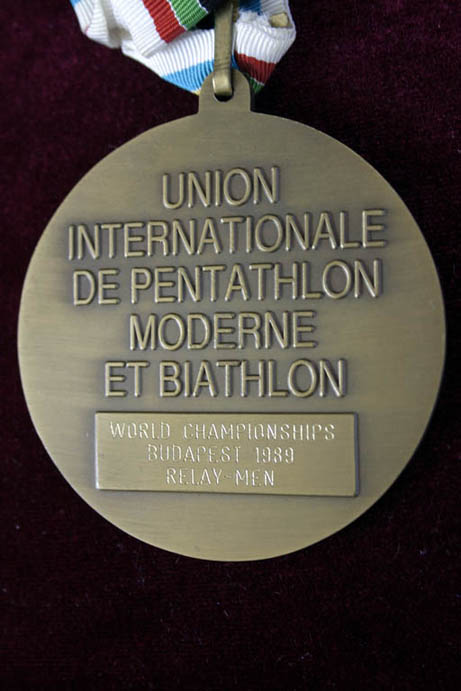 UNION
INTERNATIONALE
DE PENTATHLON
MODERNE
ET BIATHLON
WORLD CHAMPIONSHIPS
BUDAPEST 1989
RELAY-MEN